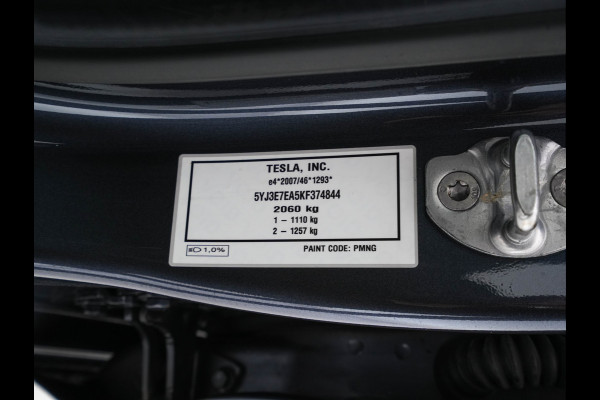 TESLA, INC.
e4*2007/46*1293*
5YJ3E7EA5KF374844
2060 kg
1 – 1110 kg
2 – 1257 kg
1,0% PAINT CODE: PMNG